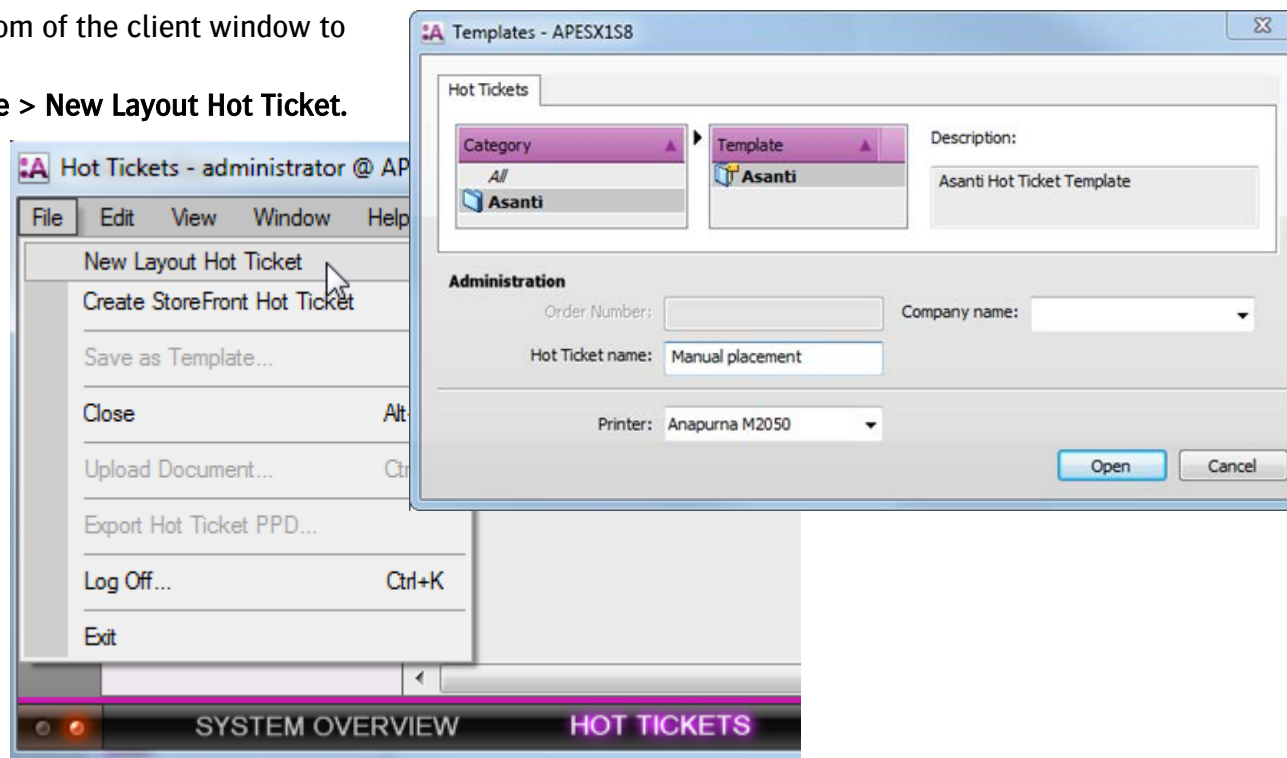 om of the client window to
e > New Layout Hot Ticket.
:A Hot Tickets - administrator @ AP
File Edit View Window Help
New Layout Hot Ticket
Create StoreFront Hot Ticket
Save as Template...
Close Alt-
Upload Document... Ctr
Export Hot Ticket PPD...
Log Off... Ctrl+K
Exit
SYSTEM OVERVIEW HOT TICKETS
:A Templates - APESX1S8
Hot Tickets
Category Template Description:
All
Asanti Asanti Asanti Hot Ticket Template
Administration
Order Number: Company name:
Hot Ticket name: Manual placement
Printer: Anapurna M2050
Open Cancel